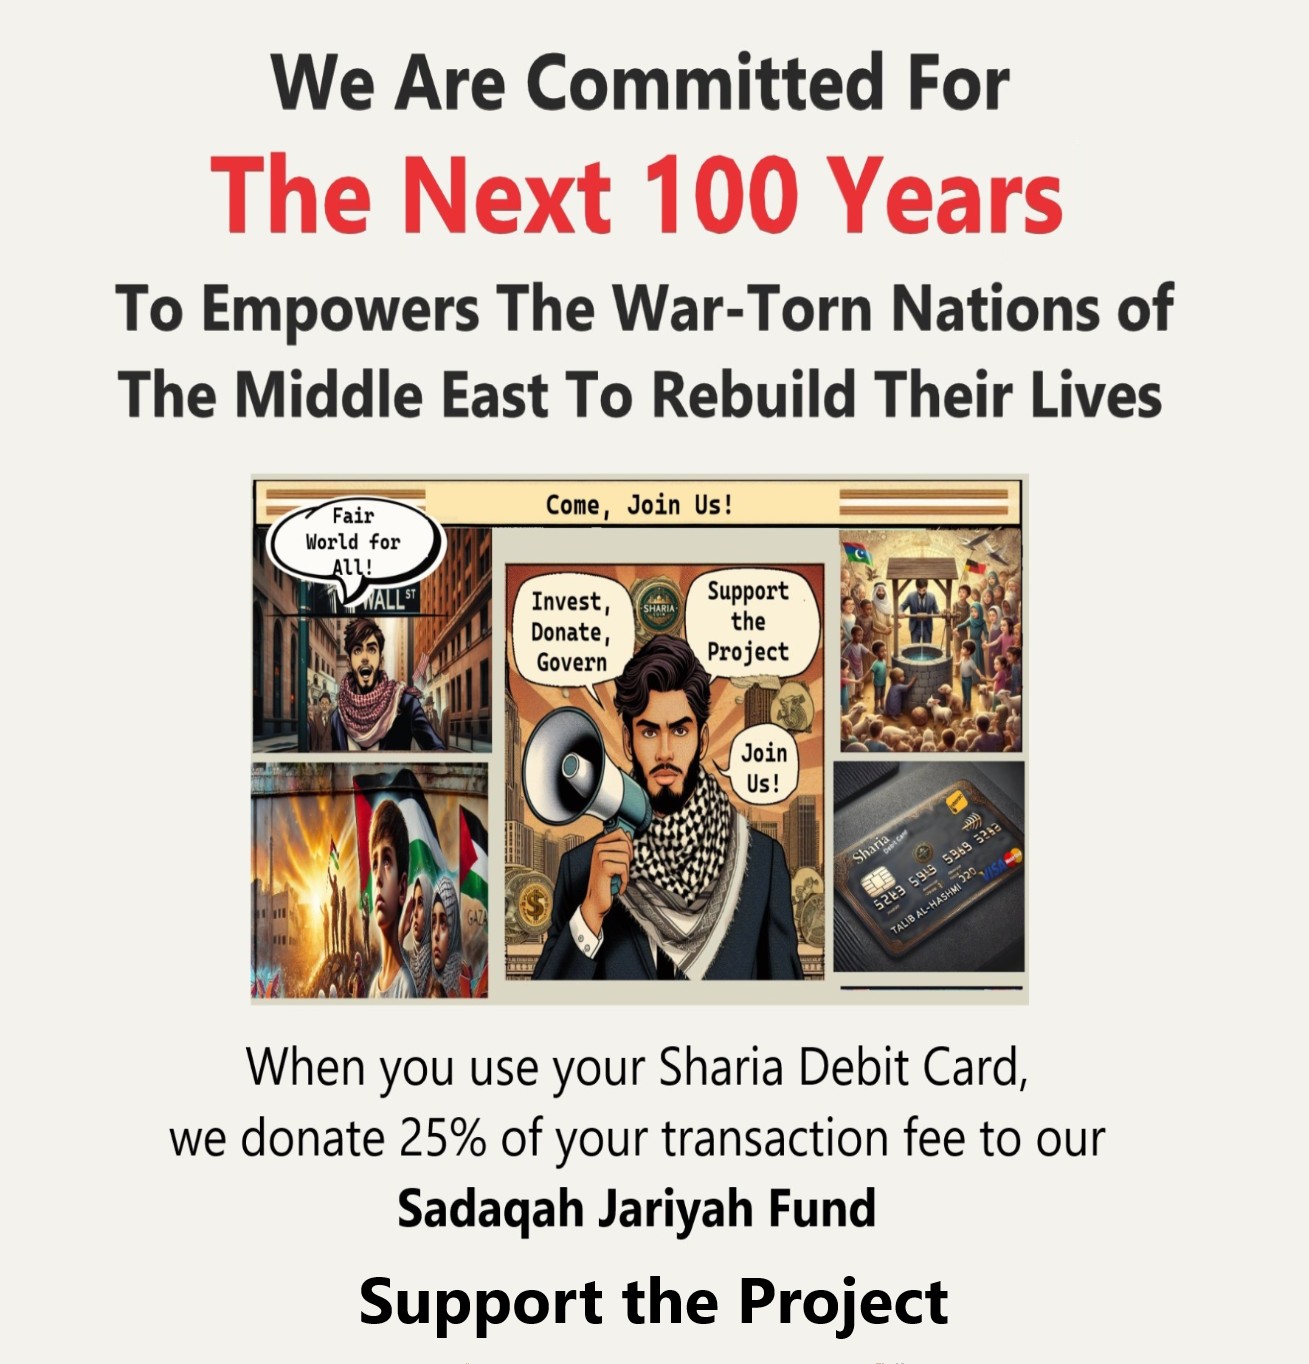 We Are Committed For
The Next 100 Years
To Empowers The War-Torn Nations of
The Middle East To Rebuild Their Lives
Come, Join Us!
Fair
World for
All!
WALL ST
Invest,
Donate,
Govern
SHARIA
Support
the
Project
Join
Us!
GAZA
Sharia
Debit Card
VISA
TALIB AL-HASHMI
When you use your Sharia Debit Card,
we donate 25% of your transaction fee to our
Sadaqah Jariyah Fund
Support the Project